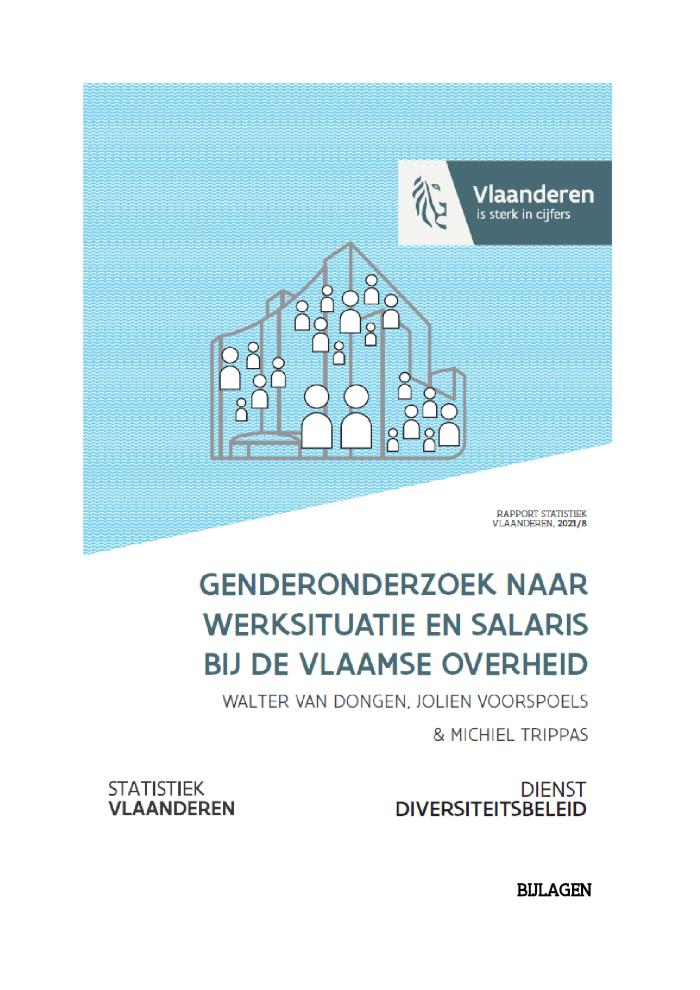 Vlaanderen
is sterk in cijfers
RAPPORT STATISTIEK
VLAANDEREN, 2021/8
GENDERONDERZOEK NAAR
WERKSITUATIE EN SALARIS
BIJ DE VLAAMSE OVERHEID
WALTER VAN DONGEN, JOLIEN VOORSPOELS
& MICHIEL TRIPPAS
STATISTIEK
VLAANDEREN
DIENST
DIVERSITEITSBELEID
BIJLAGEN